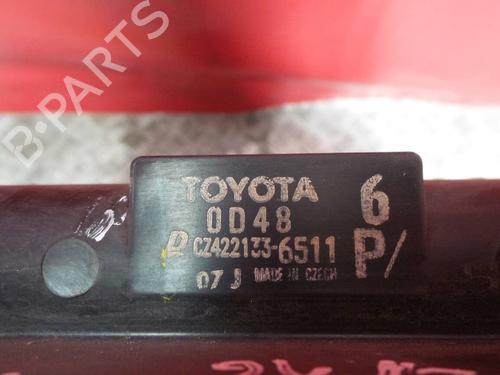 B-PARTS
TOYOTA
0D48
6
CZ422133-6511
P/
07 J MADE IN CZECH